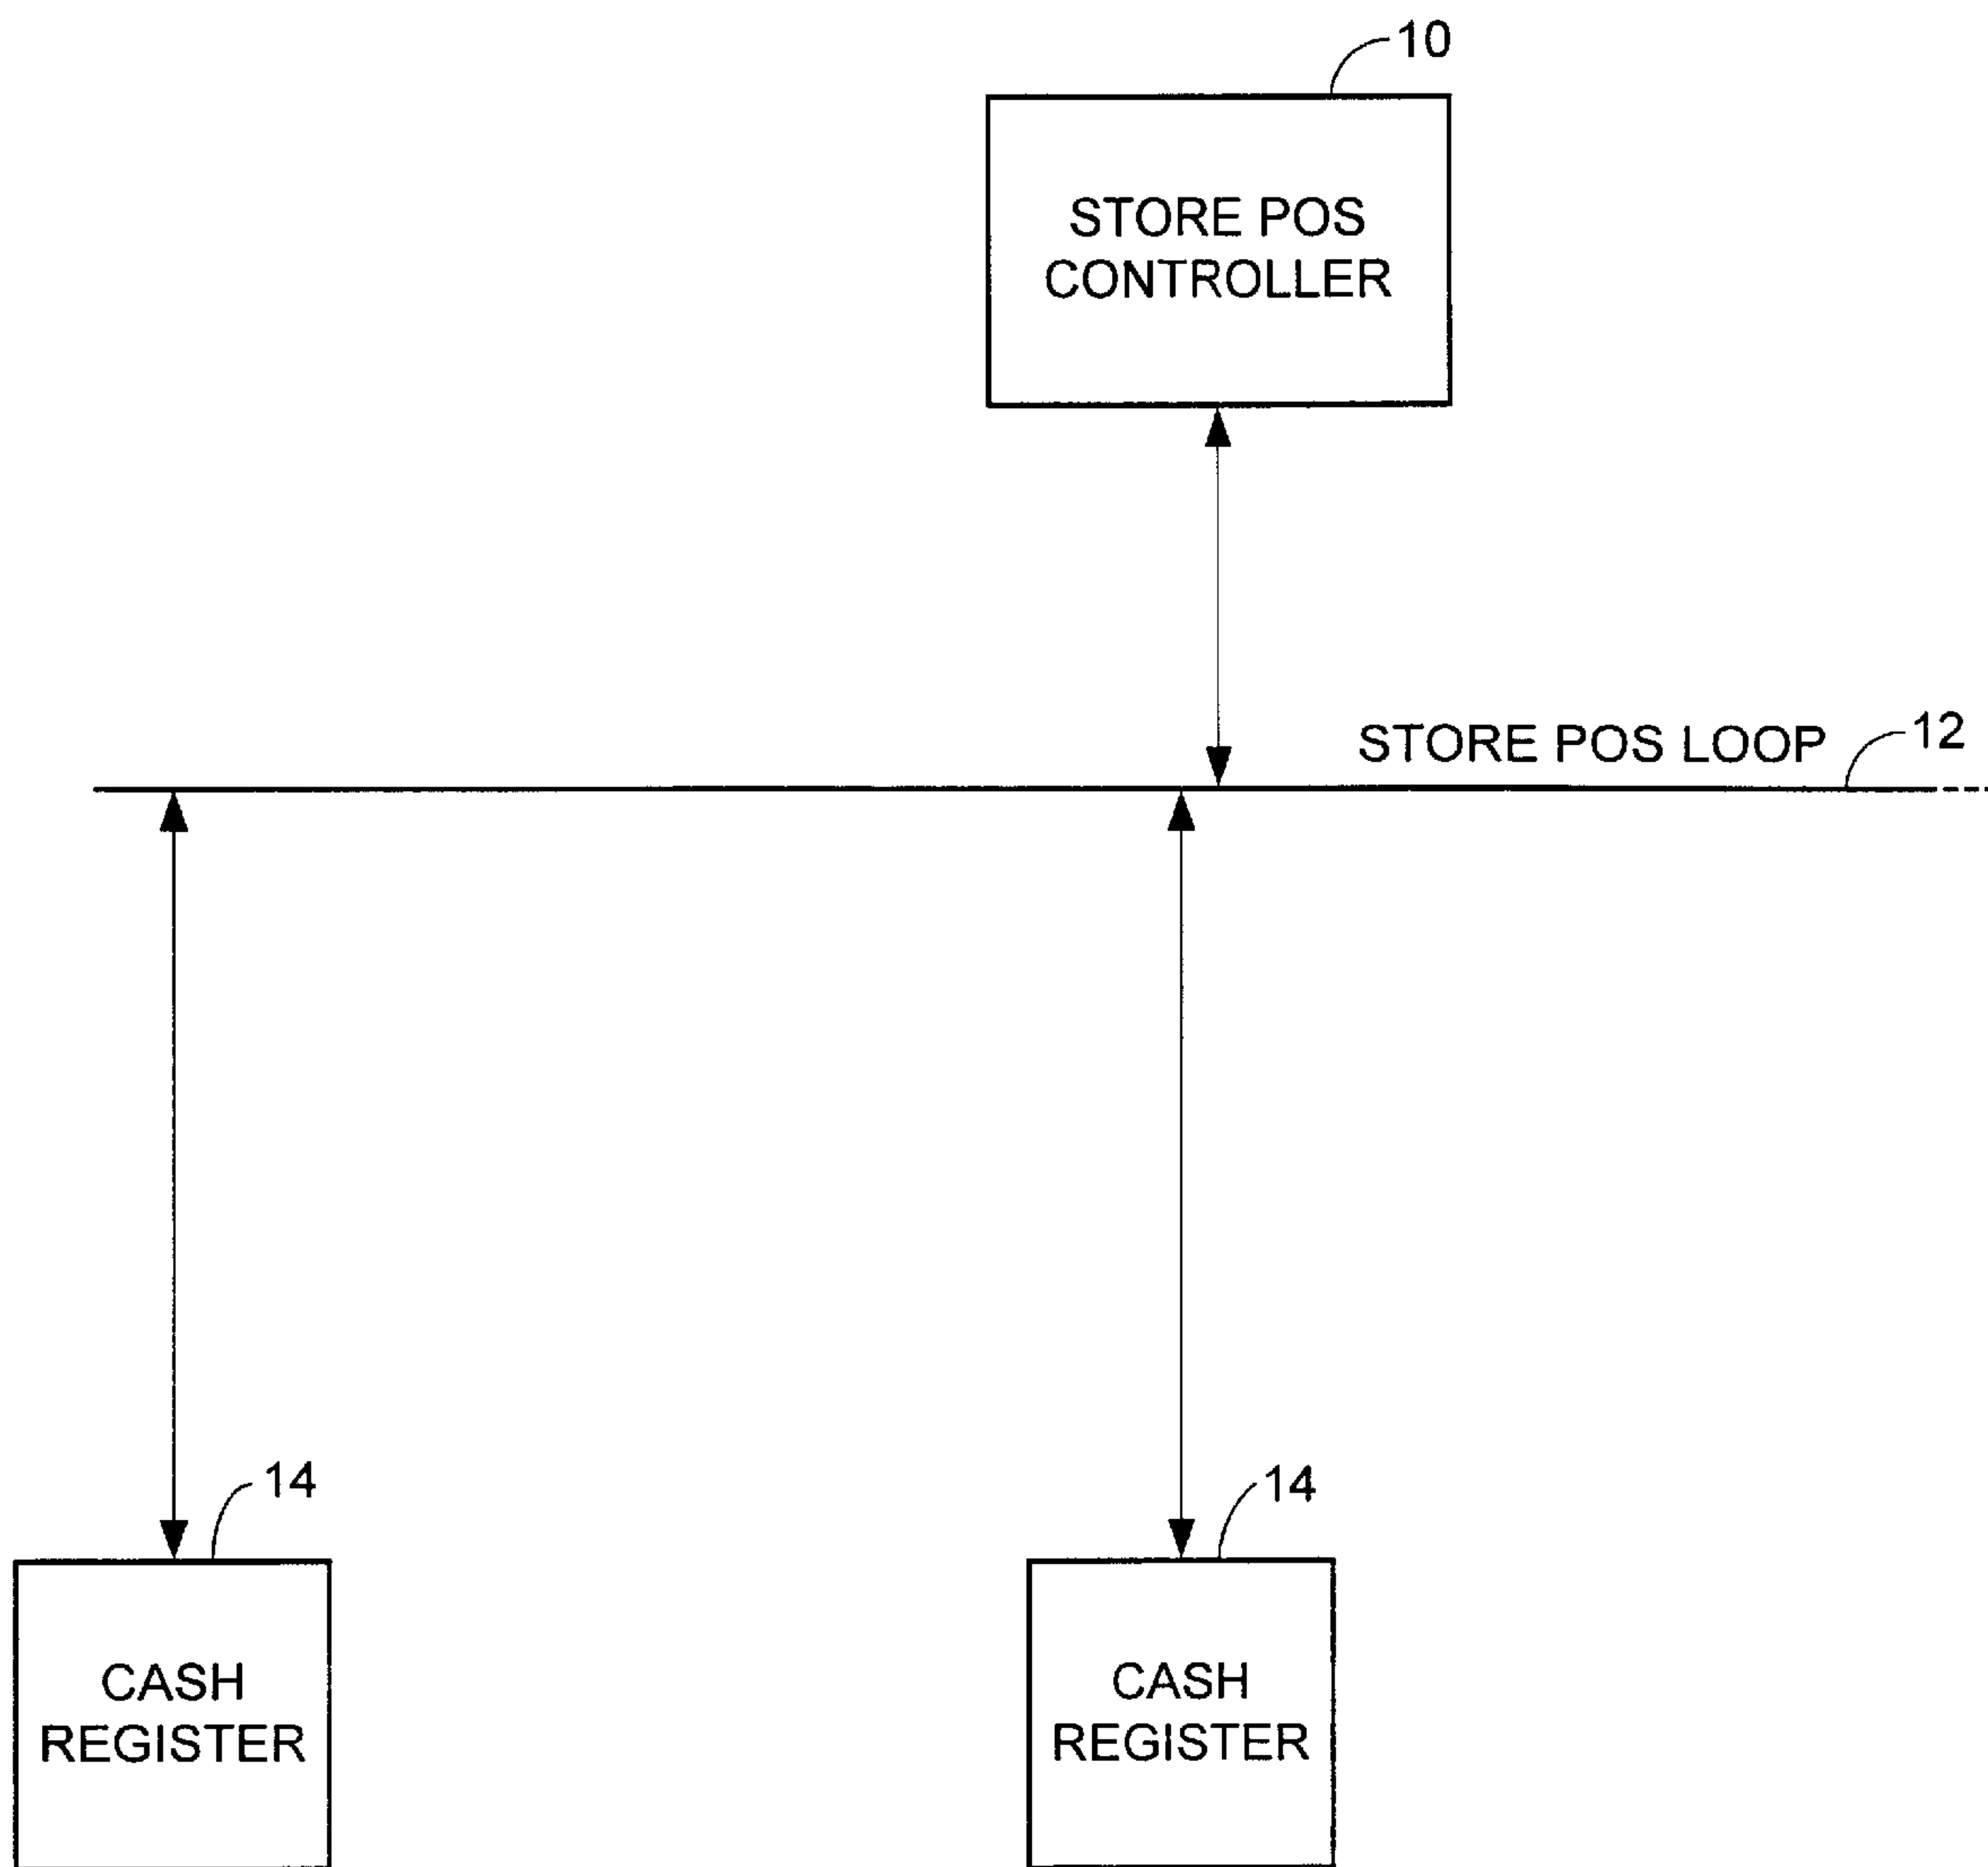 10
STORE POS
CONTROLLER
STORE POS LOOP
12
14
14
CASH
REGISTER
CASH
REGISTER